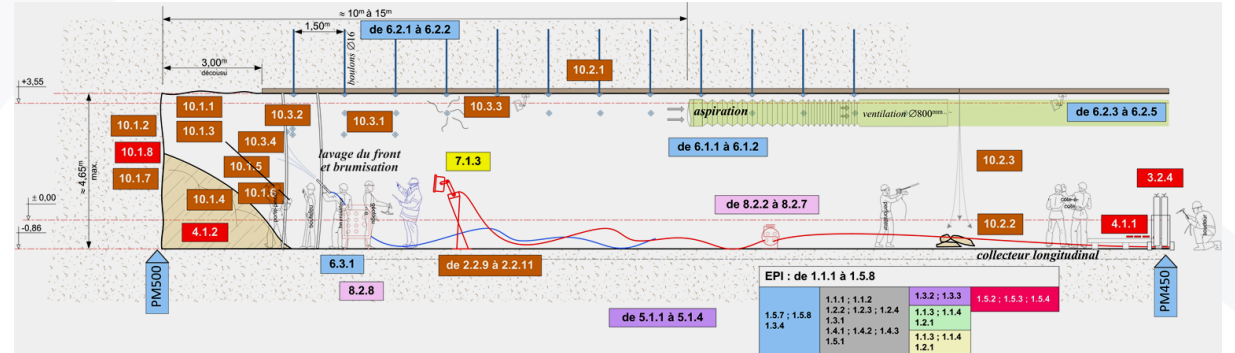 ≈ 10m à 15m
1,50m
de 6.2.1 à 6.2.2
boulons Ø16
3,00m
décousu
10.2.1
+3,55
10.1.1
10.3.2
10.3.1
10.3.3
aspiration
ventilation Ø800mm
de 6.2.3 à 6.2.5
10.1.2
10.1.3
10.3.4
10.1.8
lavage du front
et brumisation
7.1.3
de 6.1.1 à 6.1.2
10.2.3
10.1.5
10.1.7
3.2.4
≈ 4,65m
max.
10.1.4
10.1.6
± 0,00
de 8.2.2 à 8.2.7
10.2.2
4.1.1
4.1.2
-0,86
collecteur longitudinal
6.3.1
de 2.2.9 à 2.2.11
EPI : de 1.1.1 à 1.5.8
PM500
PM450
8.2.8
1.5.7 ; 1.5.8
1.3.4
1.1.1 ; 1.1.2
1.2.2 ; 1.2.3 ; 1.2.4
1.3.1
1.4.1 ; 1.4.2 ; 1.4.3
1.5.1
1.3.2 ; 1.3.3
1.1.3 ; 1.1.4
1.2.1
1.1.3 ; 1.1.4
1.2.1
1.5.2 ; 1.5.3 ; 1.5.4
de 5.1.1 à 5.1.4